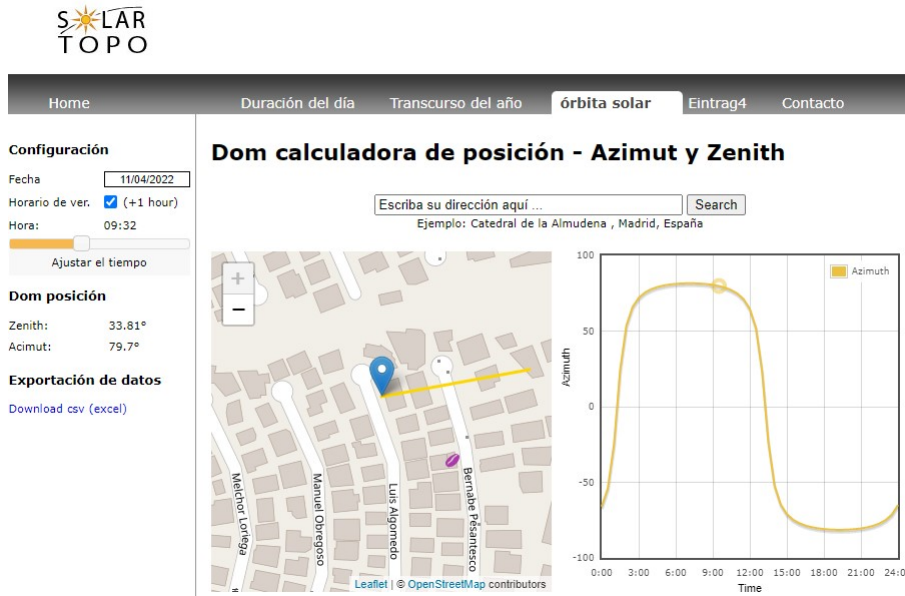 SOLAR
TOPO
Home
Duración del día
Transcurso del año
órbita solar
Eintrag4
Contacto
Configuración
Fecha 11/04/2022
Horario de ver. (+1 hour)
Hora: 09:32
Ajustar el tiempo
Dom posición
Zenith: 33.81°
Acimut: 79.7°
Exportación de datos
Download csv (excel)
Dom calculadora de posición - Azimut y Zenith
Escriba su dirección aquí ... Search
Ejemplo: Catedral de la Almudena , Madrid, España
+
−
Melchor Loriega
Manuel Obregoso
Luis Algomedo
Bernabe Pésantesco
Leaflet | © OpenStreetMap contributors
Azimuth
100
50
0
-50
-100
Azimuth
0:00 3:00 6:00 9:00 12:00 15:00 18:00 21:00 24:0
Time